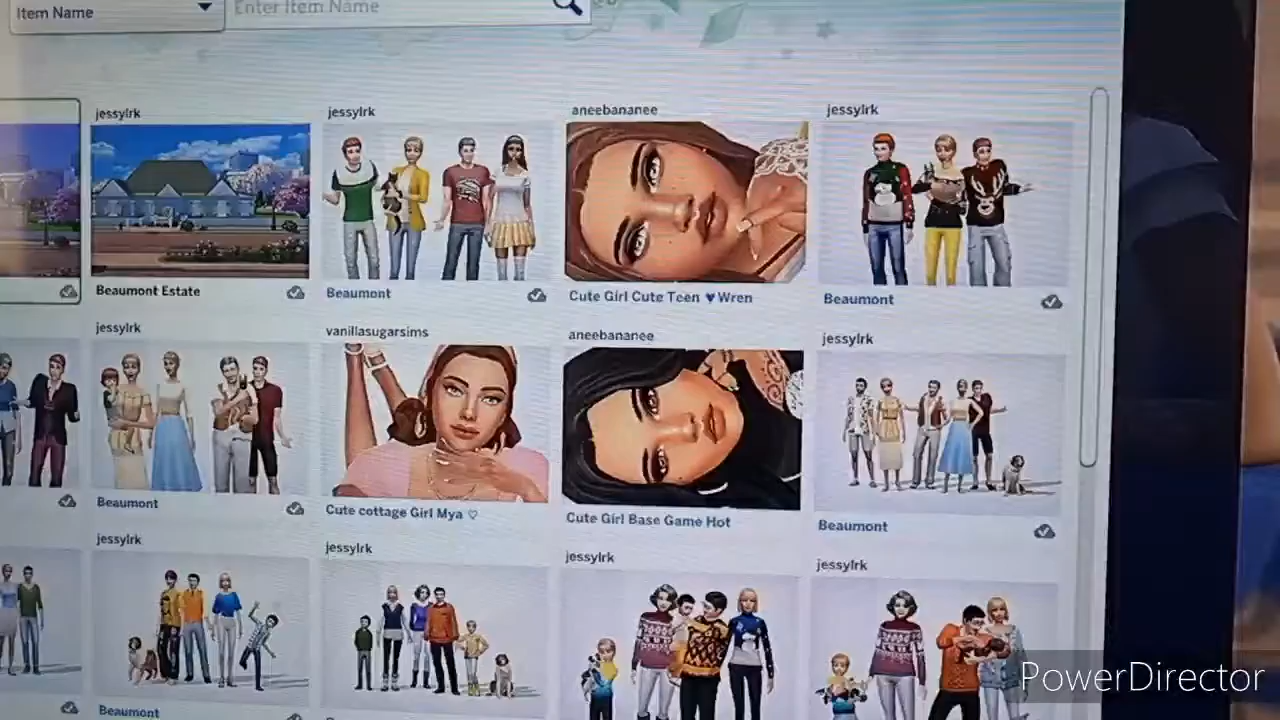 Item Name
Enter Item Name
jessylrk
jessylrk
aneebananee
jessylrk
Beaumont Estate
Beaumont
Cute Girl Cute Teen ♥Wren
Beaumont
jessylrk
vanillasugarsims
aneebananee
jessylrk
Beaumont
Cute cottage Girl Mya ♡
Cute Girl Base Game Hot
Beaumont
jessylrk
jessylrk
jessylrk
jessylrk
Beaumont
PowerDirector